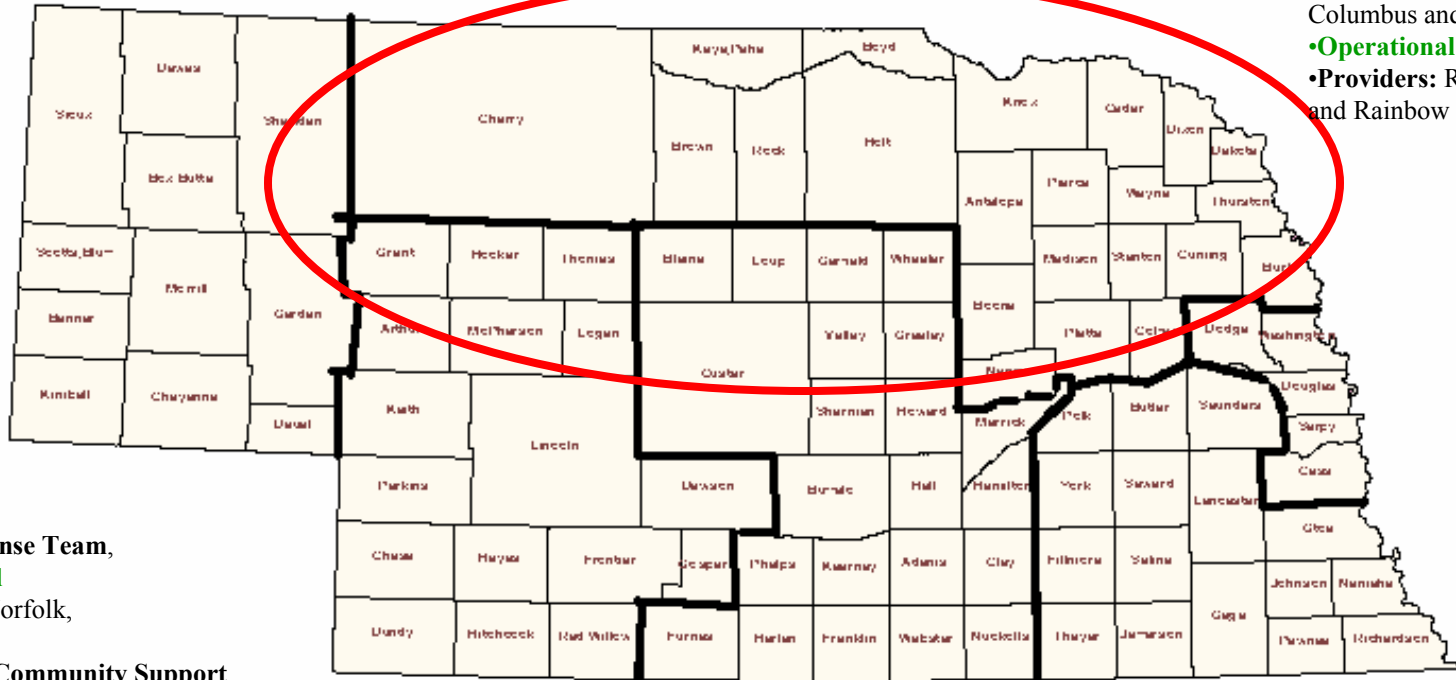 Columbus and
•Operational
•Providers: R
and Rainbow
Keya Paha
Boyd
Dawes
Sioux
Sheridan
Cherry
Knox
Cedar
Dixon
Dakota
Brown
Rock
Holt
Box Butte
Antelope
Pierce
Wayne
Thurston
Scotts Bluff
Grant
Hooker
Thomas
Blaine
Loup
Garfield
Wheeler
Madison
Stanton
Cuming
Burt
Morrill
Banner
Garden
Arthur
McPherson
Logan
Valley
Greeley
Boone
Platte
Colfax
Dodge
Washington
Kimball
Cheyenne
Deuel
Keith
Custer
Sherman
Howard
Nance
Merrick
Polk
Butler
Saunders
Douglas
Sarpy
Lincoln
Perkins
Dawson
Buffalo
Hall
Hamilton
York
Seward
Lancaster
Cass
Otoe
nse Team,
orfolk,
Community Support
Chase
Hayes
Frontier
Gosper
Phelps
Kearney
Adams
Clay
Fillmore
Saline
Johnson
Nemaha
Gage
Dundy
Hitchcock
Red Willow
Furnas
Harlan
Franklin
Webster
Nuckolls
Thayer
Jefferson
Pawnee
Richardson